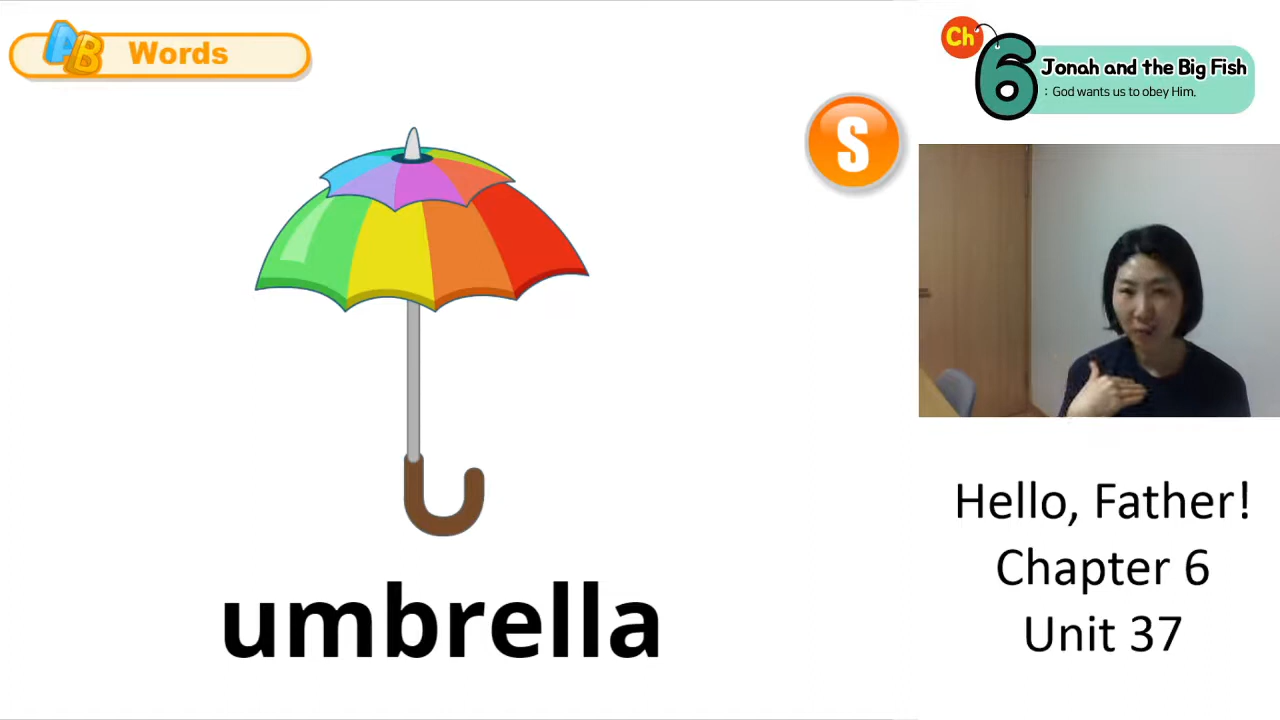 AB Words
Ch 6
Jonah and the Big Fish
: God wants us to obey Him.
S
umbrella
Hello, Father!
Chapter 6
Unit 37